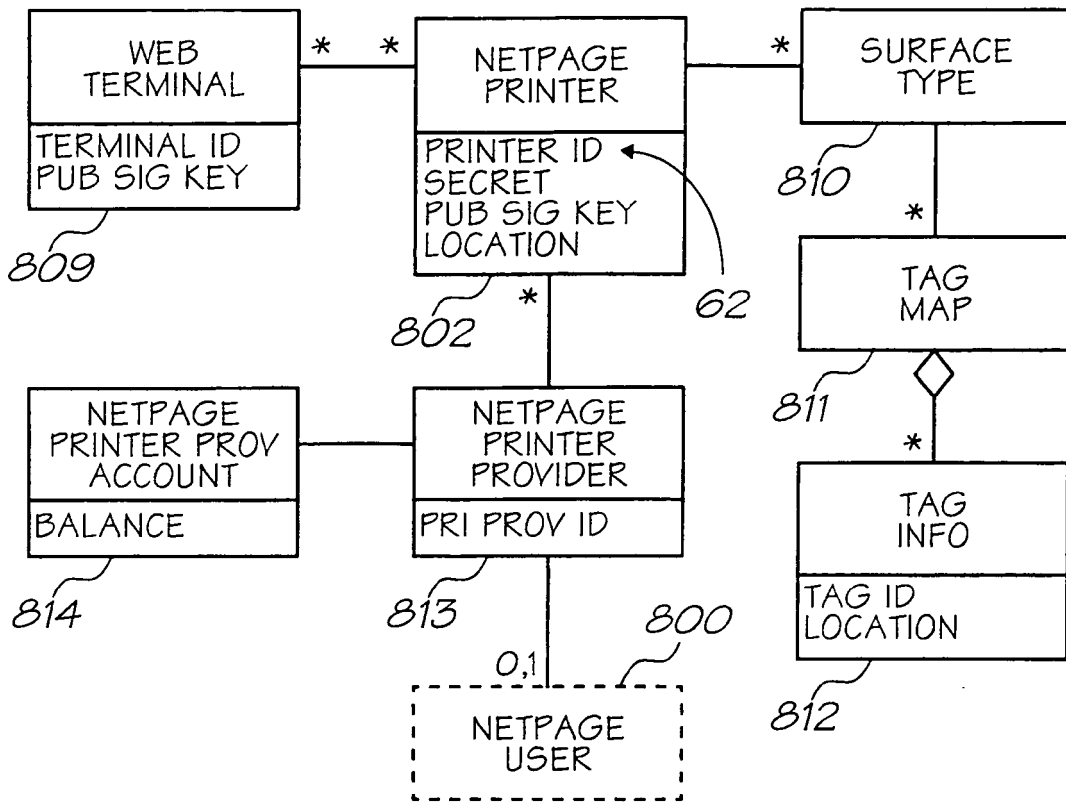 WEB
TERMINAL
TERMINAL ID
PUB SIG KEY
809
*
*
NETPAGE
PRINTER
PRINTER ID
SECRET
PUB SIG KEY
LOCATION
802
62
*
*
SURFACE
TYPE
810
*
TAG
MAP
811
*
TAG
INFO
TAG ID
LOCATION
812
NETPAGE
PRINTER PROV
ACCOUNT
BALANCE
814
NETPAGE
PRINTER
PROVIDER
PRI PROV ID
813
0,1
800
NETPAGE
USER